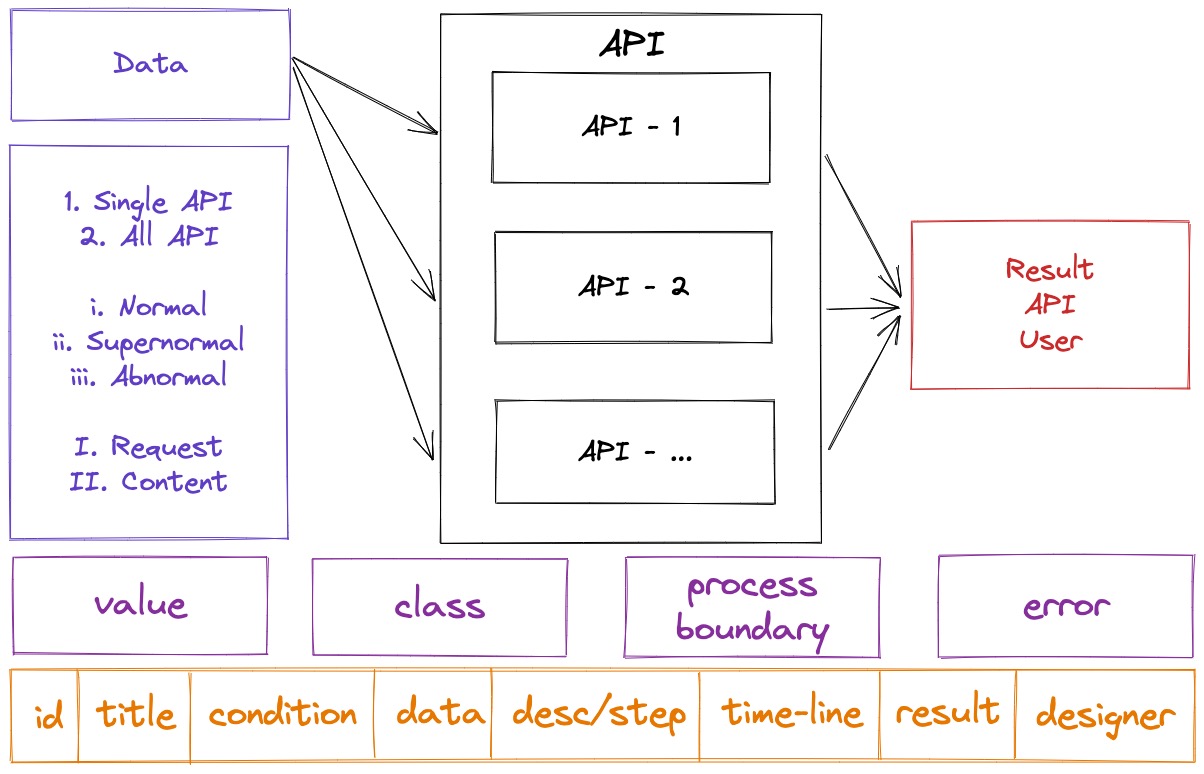 Data
1. Single API
2. All API
i. Normal
ii. Supernormal
iii. Abnormal
I. Request
II. Content
API
API - 1
API - 2
API - ...
Result
API
User
value
class
process
boundary
error
id
title
condition
data
desc/step
time-line
result
designer